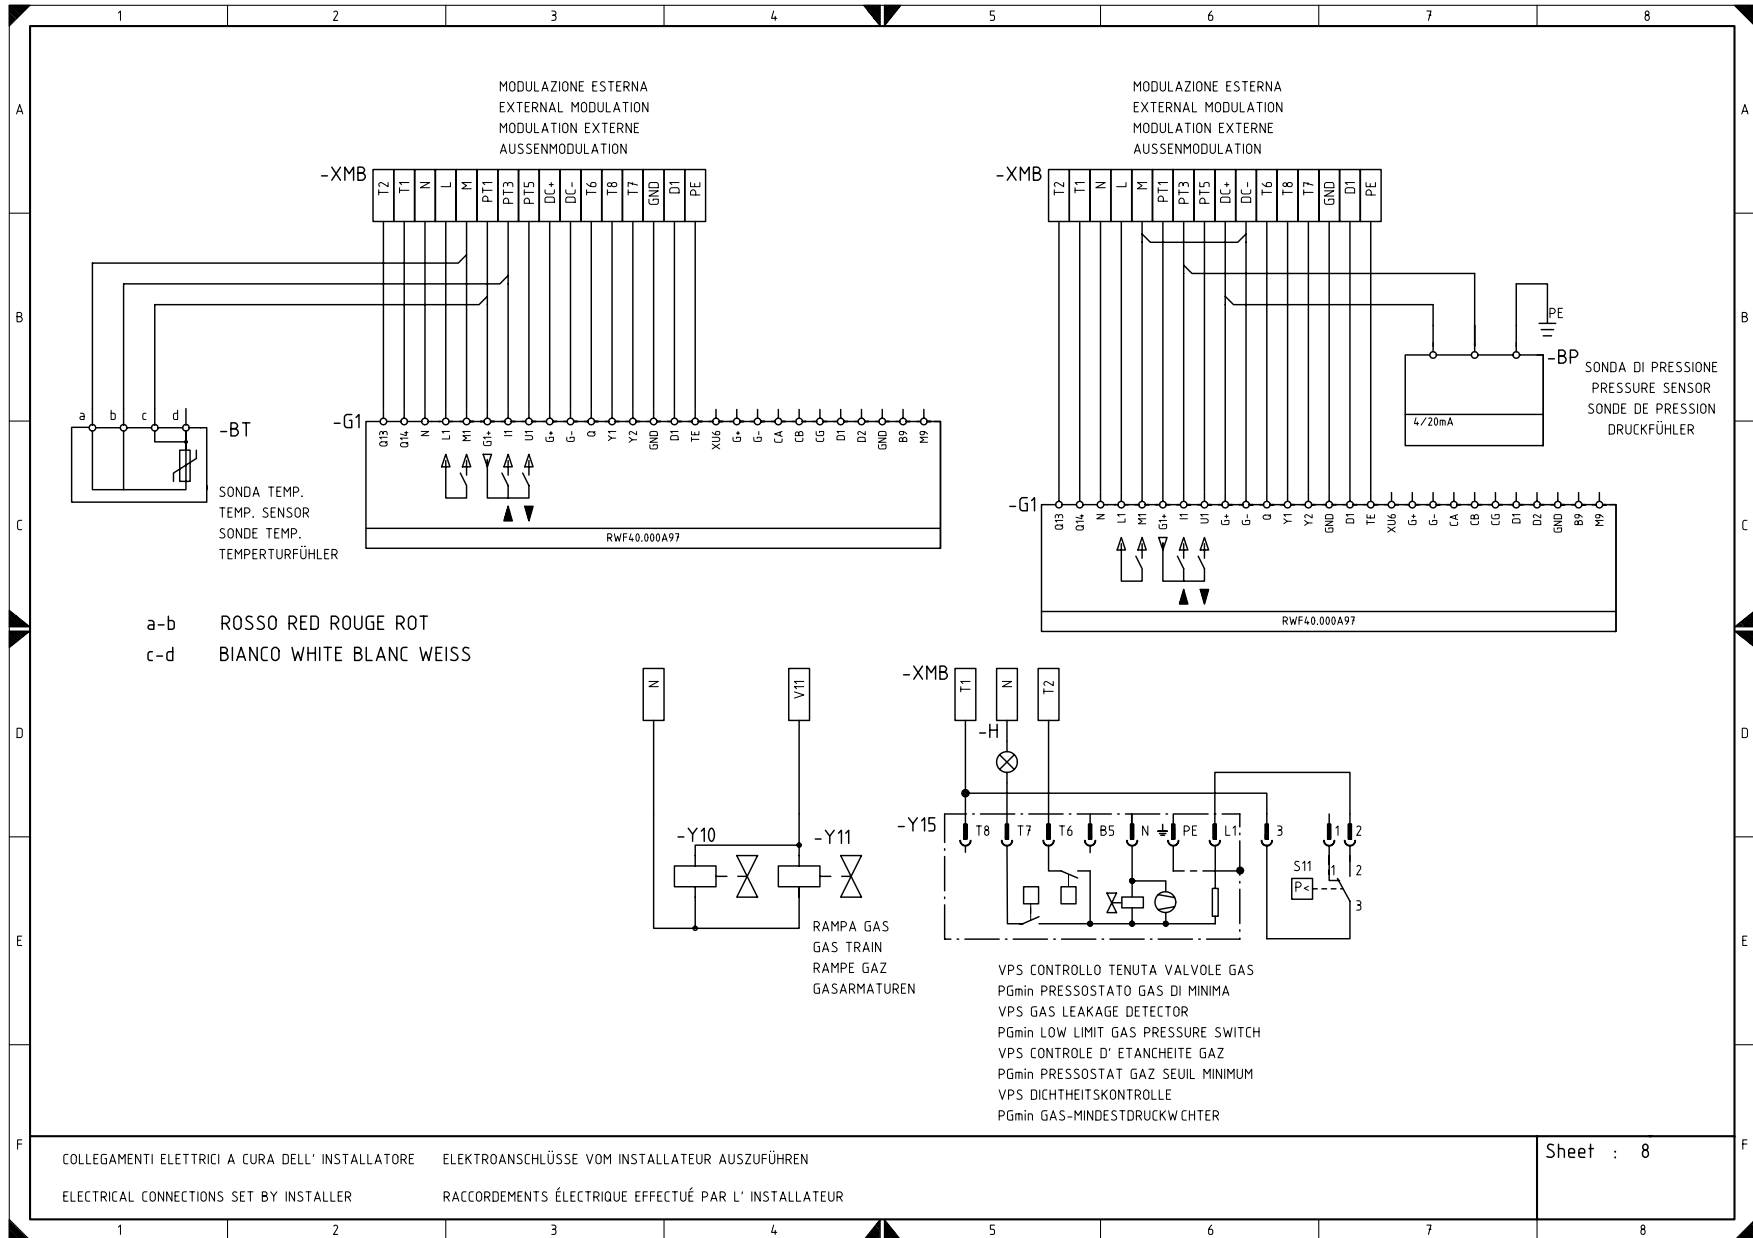 1 2 3 4 5 6 7 8
A A
MODULAZIONE ESTERNA
EXTERNAL MODULATION
MODULATION EXTERNE
AUSSENMODULATION
-XMB
T2 T1 N L M PT1 PT3 PT5 DC+ DC- T6 T8 T7 GND D1 PE
MODULAZIONE ESTERNA
EXTERNAL MODULATION
MODULATION EXTERNE
AUSSENMODULATION
-XMB
T2 T1 N L M PT1 PT3 PT5 DC+ DC- T6 T8 T7 GND D1 PE
B B
PE
-BP
SONDA DI PRESSIONE
PRESSURE SENSOR
SONDE DE PRESSION
DRUCKFÜHLER
4/20mA
a b c d
-BT
SONDA TEMP.
TEMP. SENSOR
SONDE TEMP.
TEMPERTURFÜHLER
-G1
Q13 Q14 N L1 M1 G1+ I1 U1 G+ G- Q Y1 Y2 GND D1 TE XU6 G+ G- CA CB CG D1 D2 GND B9 M9
RWF40.000A97
C C
-G1
Q13 Q14 N L1 M1 G1+ I1 U1 G+ G- Q Y1 Y2 GND D1 TE XU6 G+ G- CA CB CG D1 D2 GND B9 M9
RWF40.000A97
a-b ROSSO RED ROUGE ROT
c-d BIANCO WHITE BLANC WEISS
N V11
-XMB
T1 N T2
D D
-H
-Y10
-Y11
-Y15
T8 T7 T6 B5 N PE L1 3 1 2
S11
P<
1 2
3
E E
RAMPA GAS
GAS TRAIN
RAMPE GAZ
GASARMATUREN
VPS CONTROLLO TENUTA VALVOLE GAS
PGmin PRESSOSTATO GAS DI MINIMA
VPS GAS LEAKAGE DETECTOR
PGmin LOW LIMIT GAS PRESSURE SWITCH
VPS CONTROLE D' ETANCHEITE GAZ
PGmin PRESSOSTAT GAZ SEUIL MINIMUM
VPS DICHTHEITSKONTROLLE
PGmin GAS-MINDESTDRUCKW CHTER
F F
COLLEGAMENTI ELETTRICI A CURA DELL' INSTALLATORE
ELEKTROANSCHLÜSSE VOM INSTALLATEUR AUSZUFÜHREN
ELECTRICAL CONNECTIONS SET BY INSTALLER
RACCORDEMENTS ÉLECTRIQUE EFFECTUÉ PAR L' INSTALLATEUR
Sheet : 8
1 2 3 4 5 6 7 8